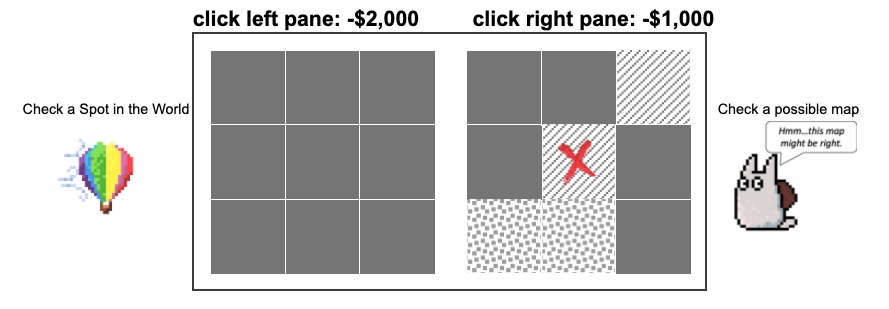 click left pane: -$2,000
click right pane: -$1,000
Check a Spot in the World
Check a possible map
Hmm...this map
might be right.